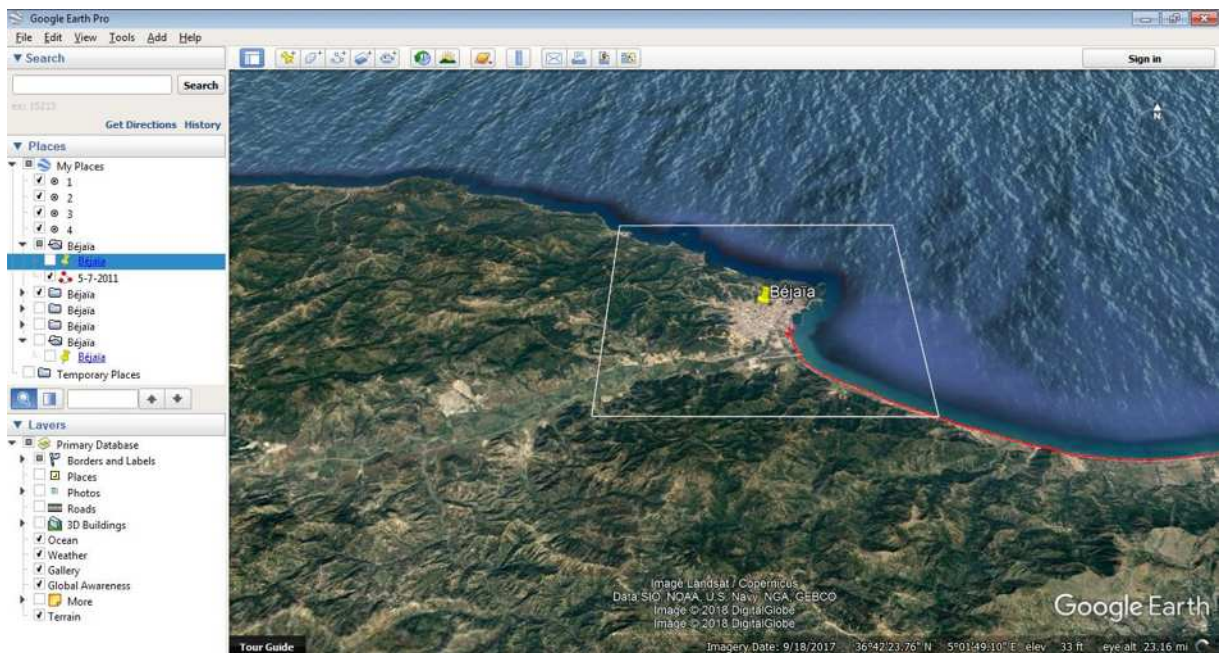 Google Earth Pro
File Edit View Tools Add Help
Search
Search
ex: 15213
Get Directions History
Places
My Places
1
2
3
4
Béjaïa
Béjaïa
5-7-2011
Béjaïa
Béjaïa
Béjaïa
Béjaïa
Béjaïa
Temporary Places
Layers
Primary Database
Borders and Labels
Places
Photos
Roads
3D Buildings
Ocean
Weather
Gallery
Global Awareness
More
Terrain
Sign in
N
Béjaïa
Image Landsat / Copernicus
Data SIO, NOAA, U.S. Navy, NGA, GEBCO
Image © 2018 DigitalGlobe
Image © 2018 DigitalGlobe
Google Earth
Tour Guide
Imagery Date: 9/18/2017 36°42'23.76" N 5°01'49.10" E elev 33 ft eye alt 23.16 mi